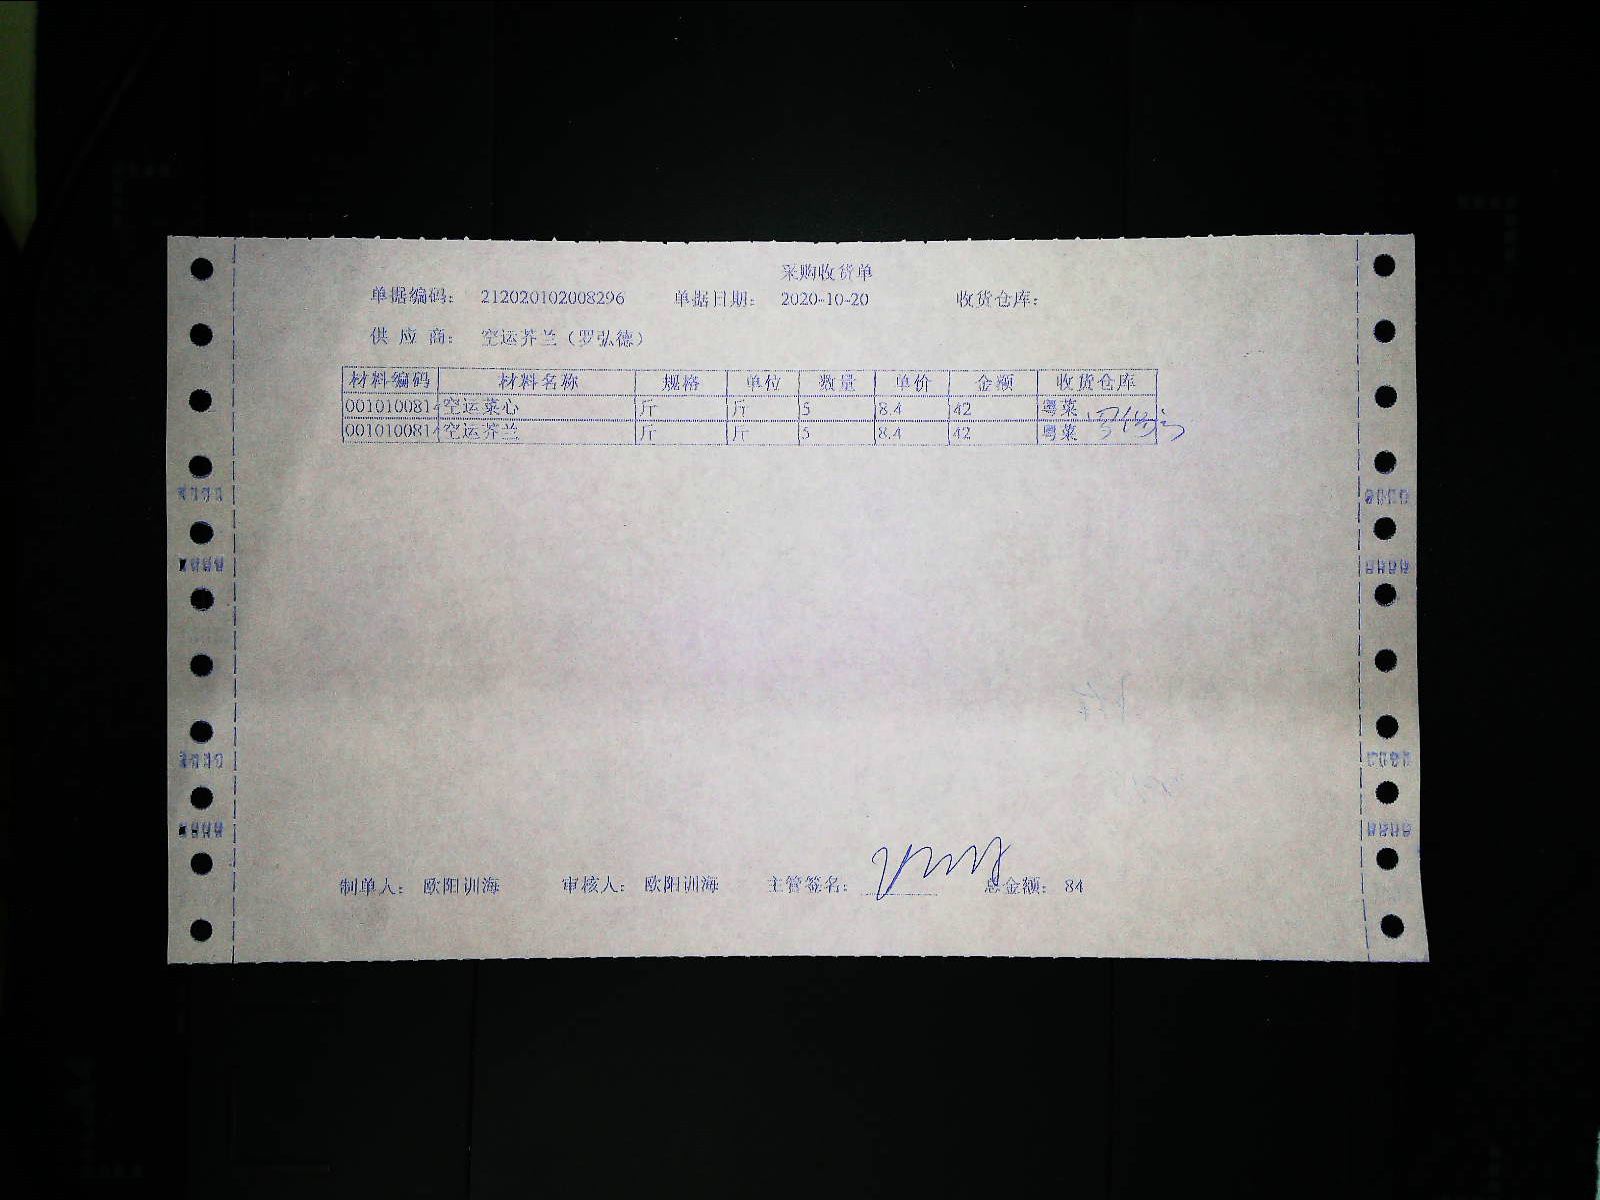 采购收货单
单据编码： 212020102008296 单据日期： 2020-10-20 收货仓库：
供 应 商： 空运芥兰（罗弘德）
材料编码 材料名称 规格 单位 数量 单价 金额 收货仓库
0010100814 空运菜心 斤 斤 5 8.4 42 粤菜
0010100814 空运芥兰 斤 斤 5 8.4 42 粤菜
制单人： 欧阳训海 审核人： 欧阳训海 主管签名： 总金额： 84